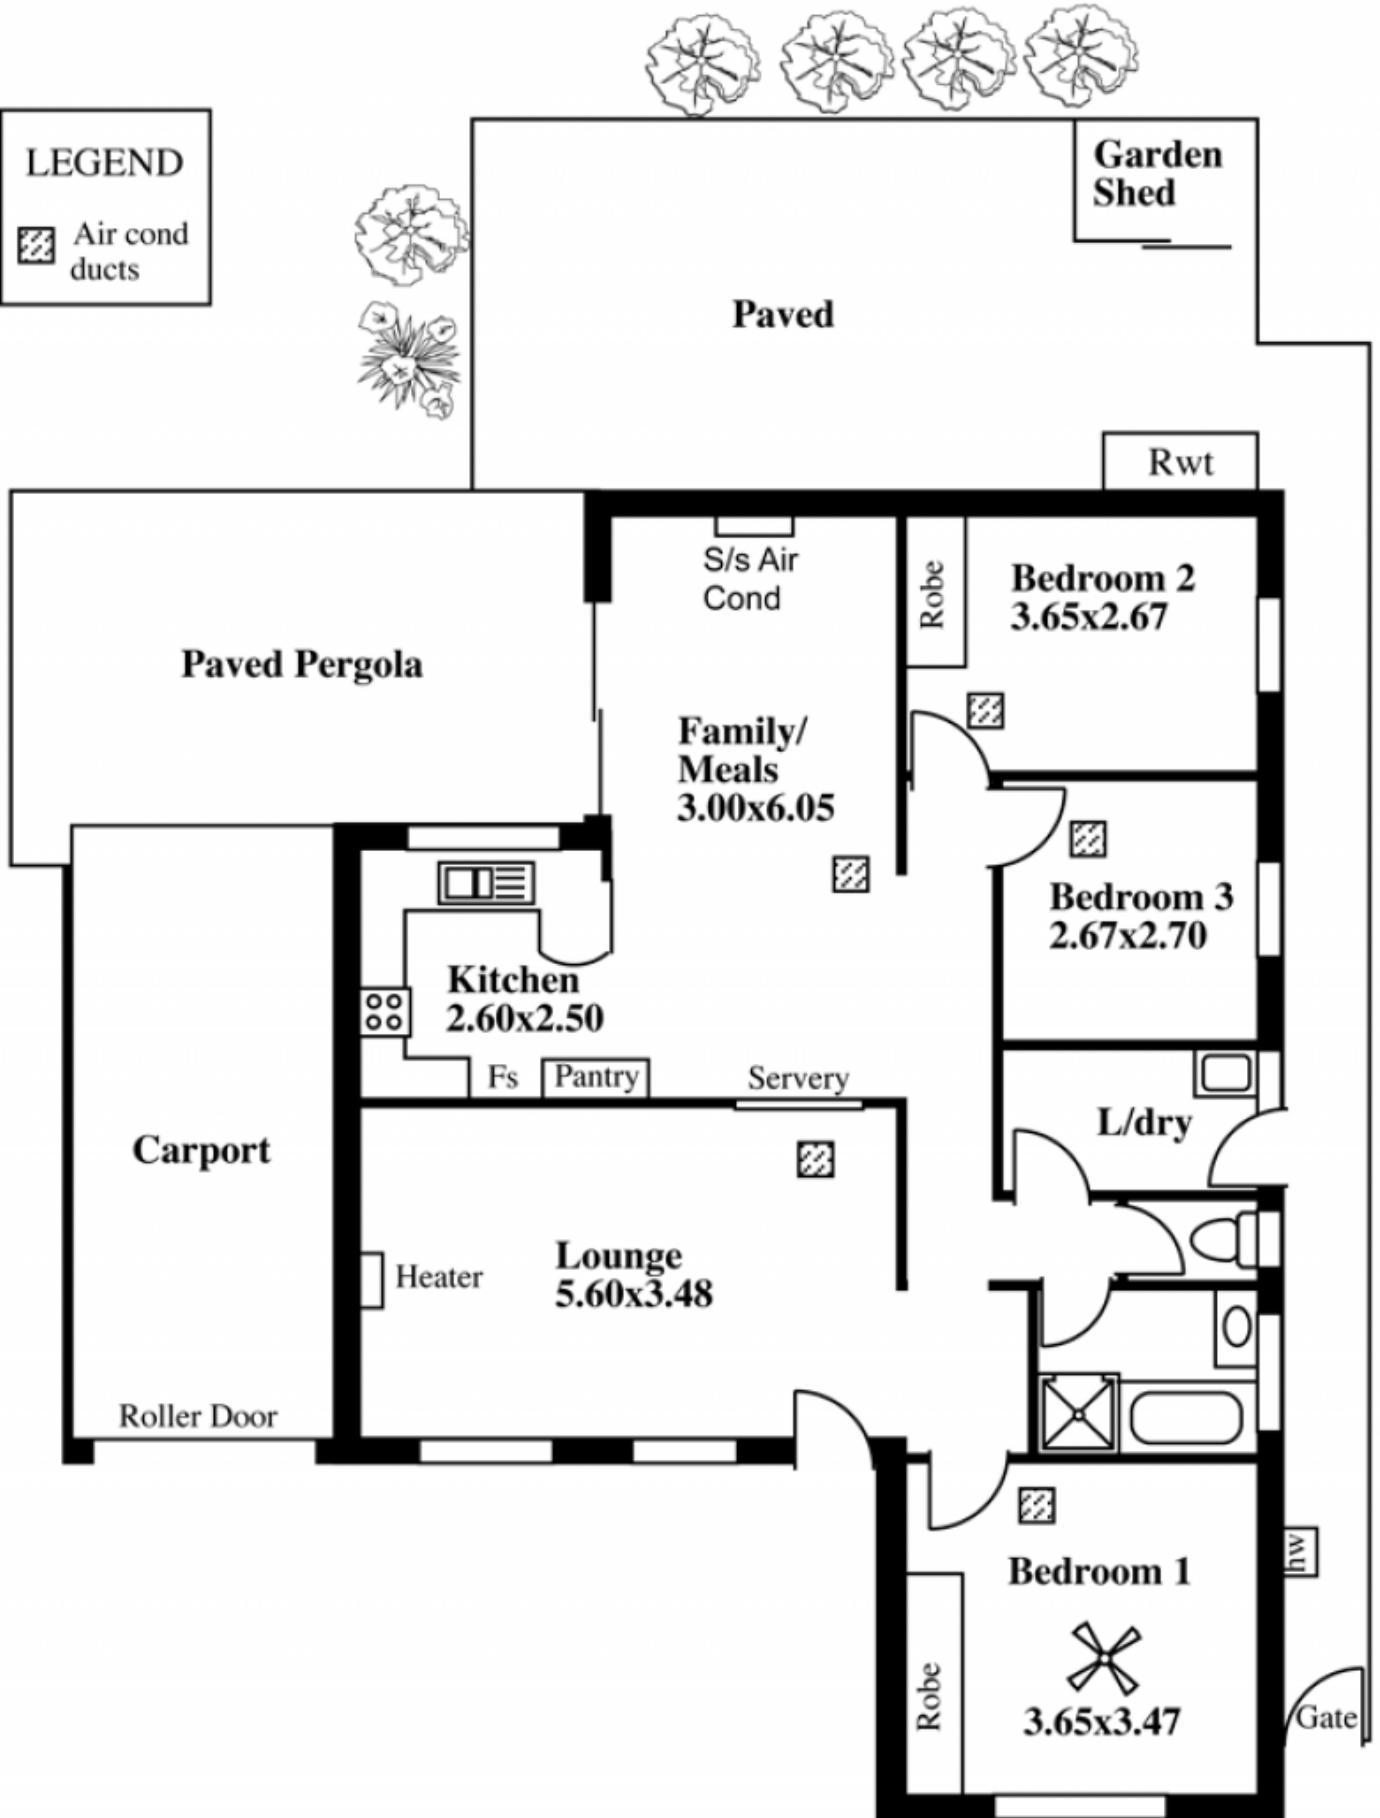 LEGEND
Air cond
ducts
Garden
Shed
Paved
Rwt
S/s Air
Cond
Robe
Bedroom 2
3.65x2.67
Paved Pergola
Family/
Meals
3.00x6.05
Bedroom 3
2.67x2.70
Kitchen
2.60x2.50
Fs
Pantry
Servery
L/dry
Carport
Lounge
5.60x3.48
Heater
Roller Door
hw
Bedroom 1
Robe
3.65x3.47
Gate